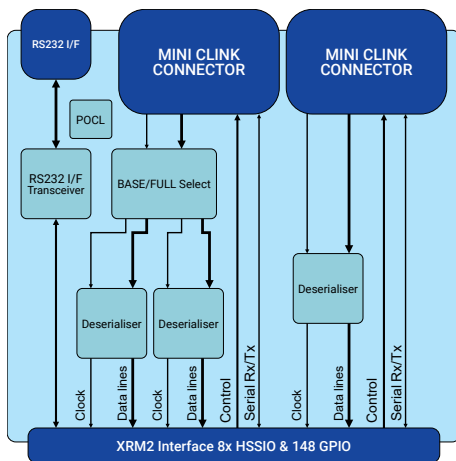 RS232 I/F
MINI CLINK
CONNECTOR
MINI CLINK
CONNECTOR
POCL
RS232 I/F
Transceiver
BASE/FULL Select
Deserialiser
Deserialiser
Deserialiser
Clock
Data lines
Clock
Data lines
Control
Serial Rx/Tx
Clock
Data lines
Control
Serial Rx/Tx
XRM2 Interface 8x HSSIO & 148 GPIO